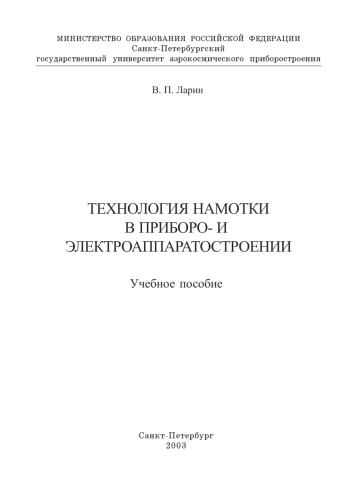 МИНИСТЕРСТВО ОБРАЗОВАНИЯ РОССИЙСКОЙ ФЕДЕРАЦИИ
Санкт-Петербургский
государственный университет аэрокосмического приборостроения
В. П. Ларин
ТЕХНОЛОГИЯ НАМОТКИ
В ПРИБОРО- И
ЭЛЕКТРОАППАРАТОСТРОЕНИИ
Учебное пособие
Санкт-Петербург
2003